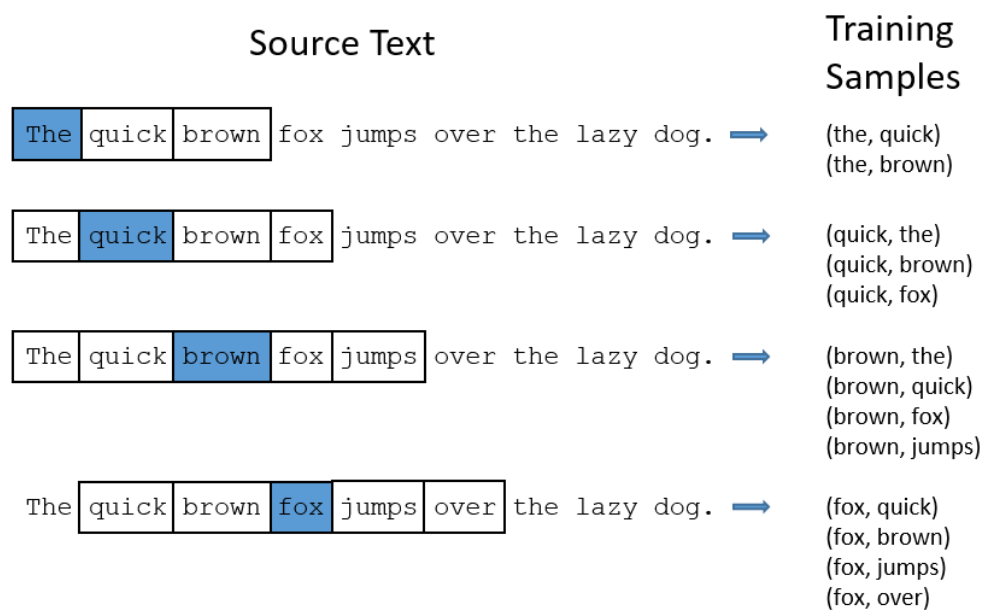 Source Text
Training
Samples
The quick brown fox jumps over the lazy dog.
(the, quick)
(the, brown)
The quick brown fox jumps over the lazy dog.
(quick, the)
(quick, brown)
(quick, fox)
The quick brown fox jumps over the lazy dog.
(brown, the)
(brown, quick)
(brown, fox)
(brown, jumps)
The quick brown fox jumps over the lazy dog.
(fox, quick)
(fox, brown)
(fox, jumps)
(fox, over)